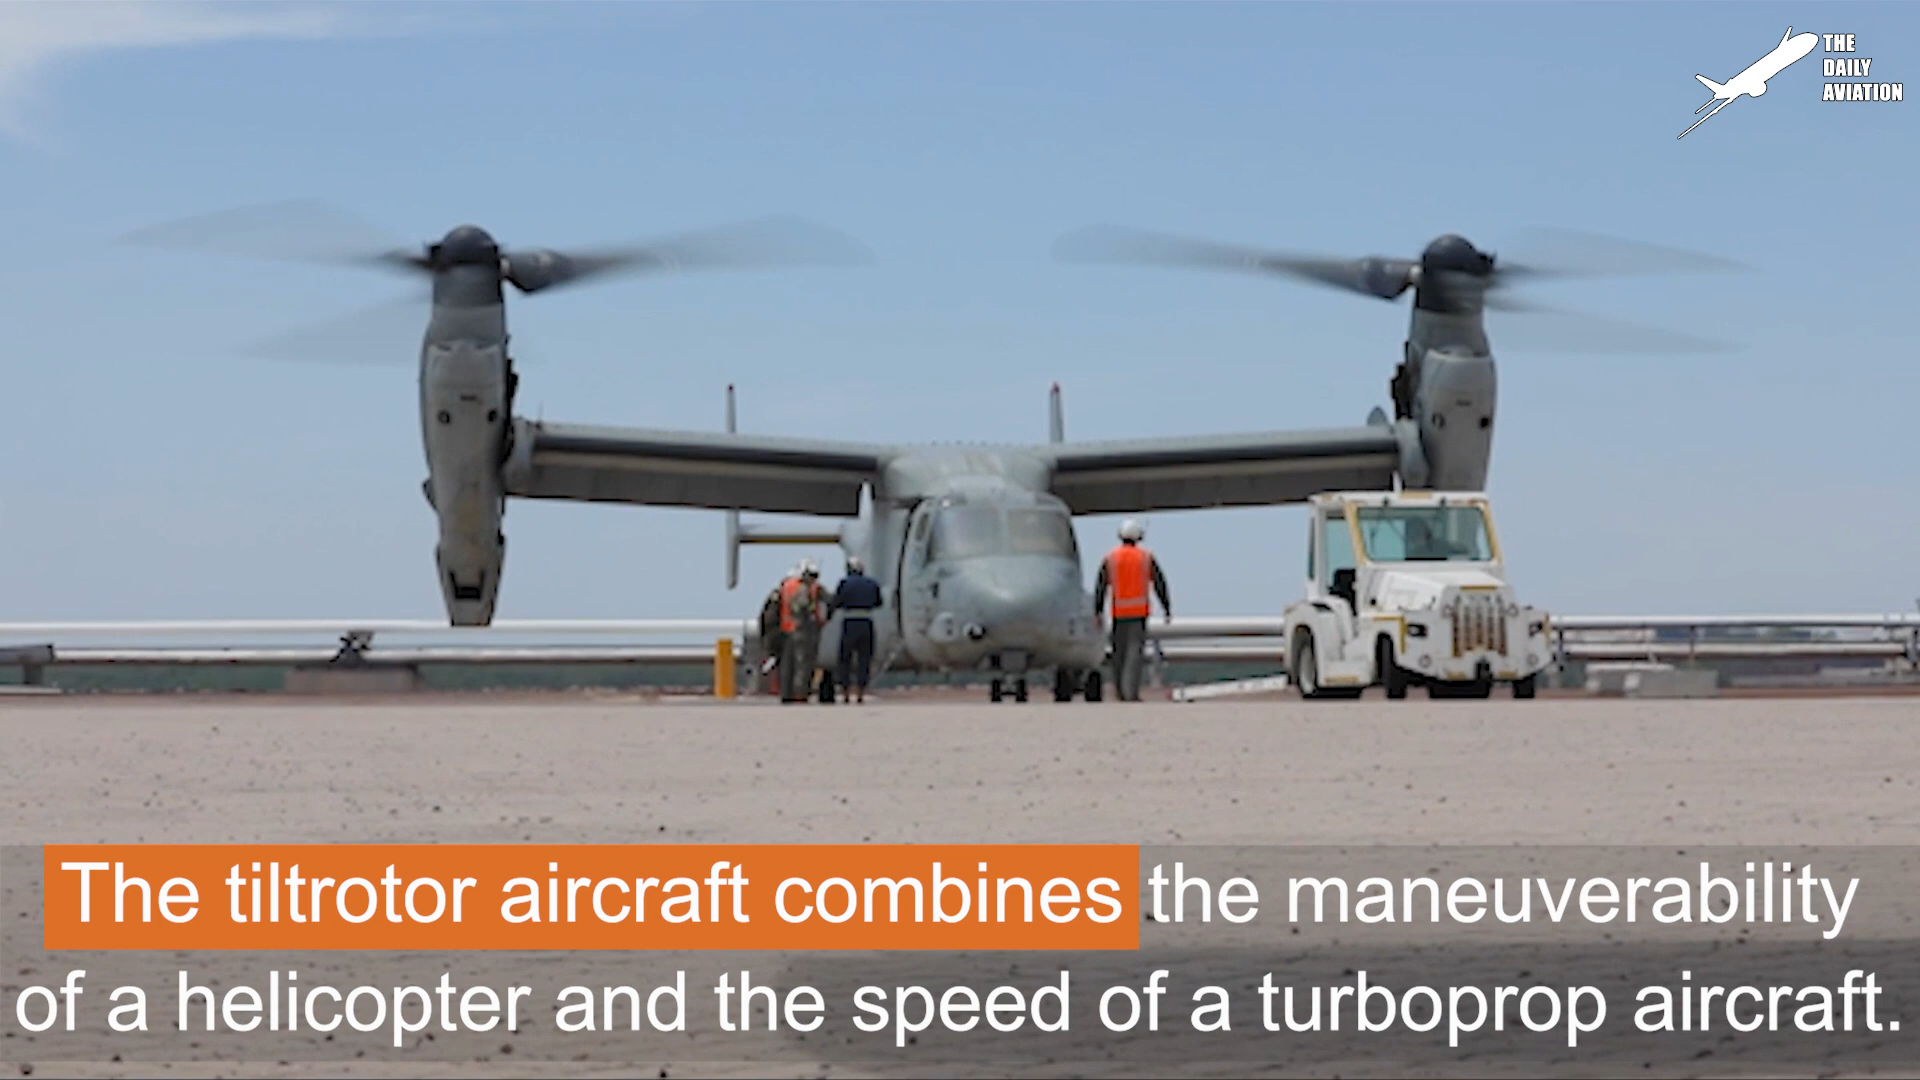 THE
DAILY
AVIATION
The tiltrotor aircraft combines the maneuverability
of a helicopter and the speed of a turboprop aircraft.